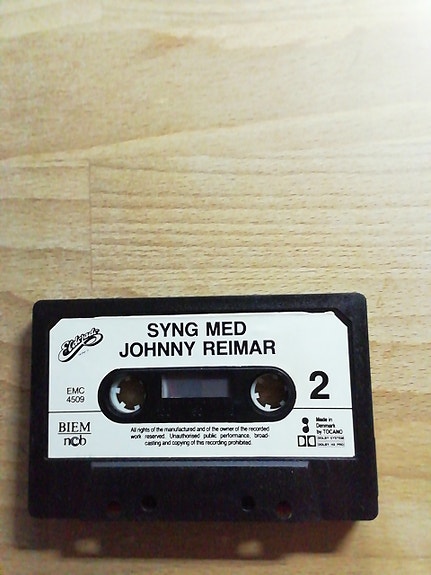 Eldorado
SYNG MED
JOHNNY REIMAR
EMC
4509
2
BIEM
ncb
All rights of the manufactured and of the owner of the recorded
work reserved. Unauthorised public performance, broad-
casting and copying of this recording prohibited.
Made in
Denmark
by TOCANO
DOLBY SYSTEM
DOLBY HX PRO